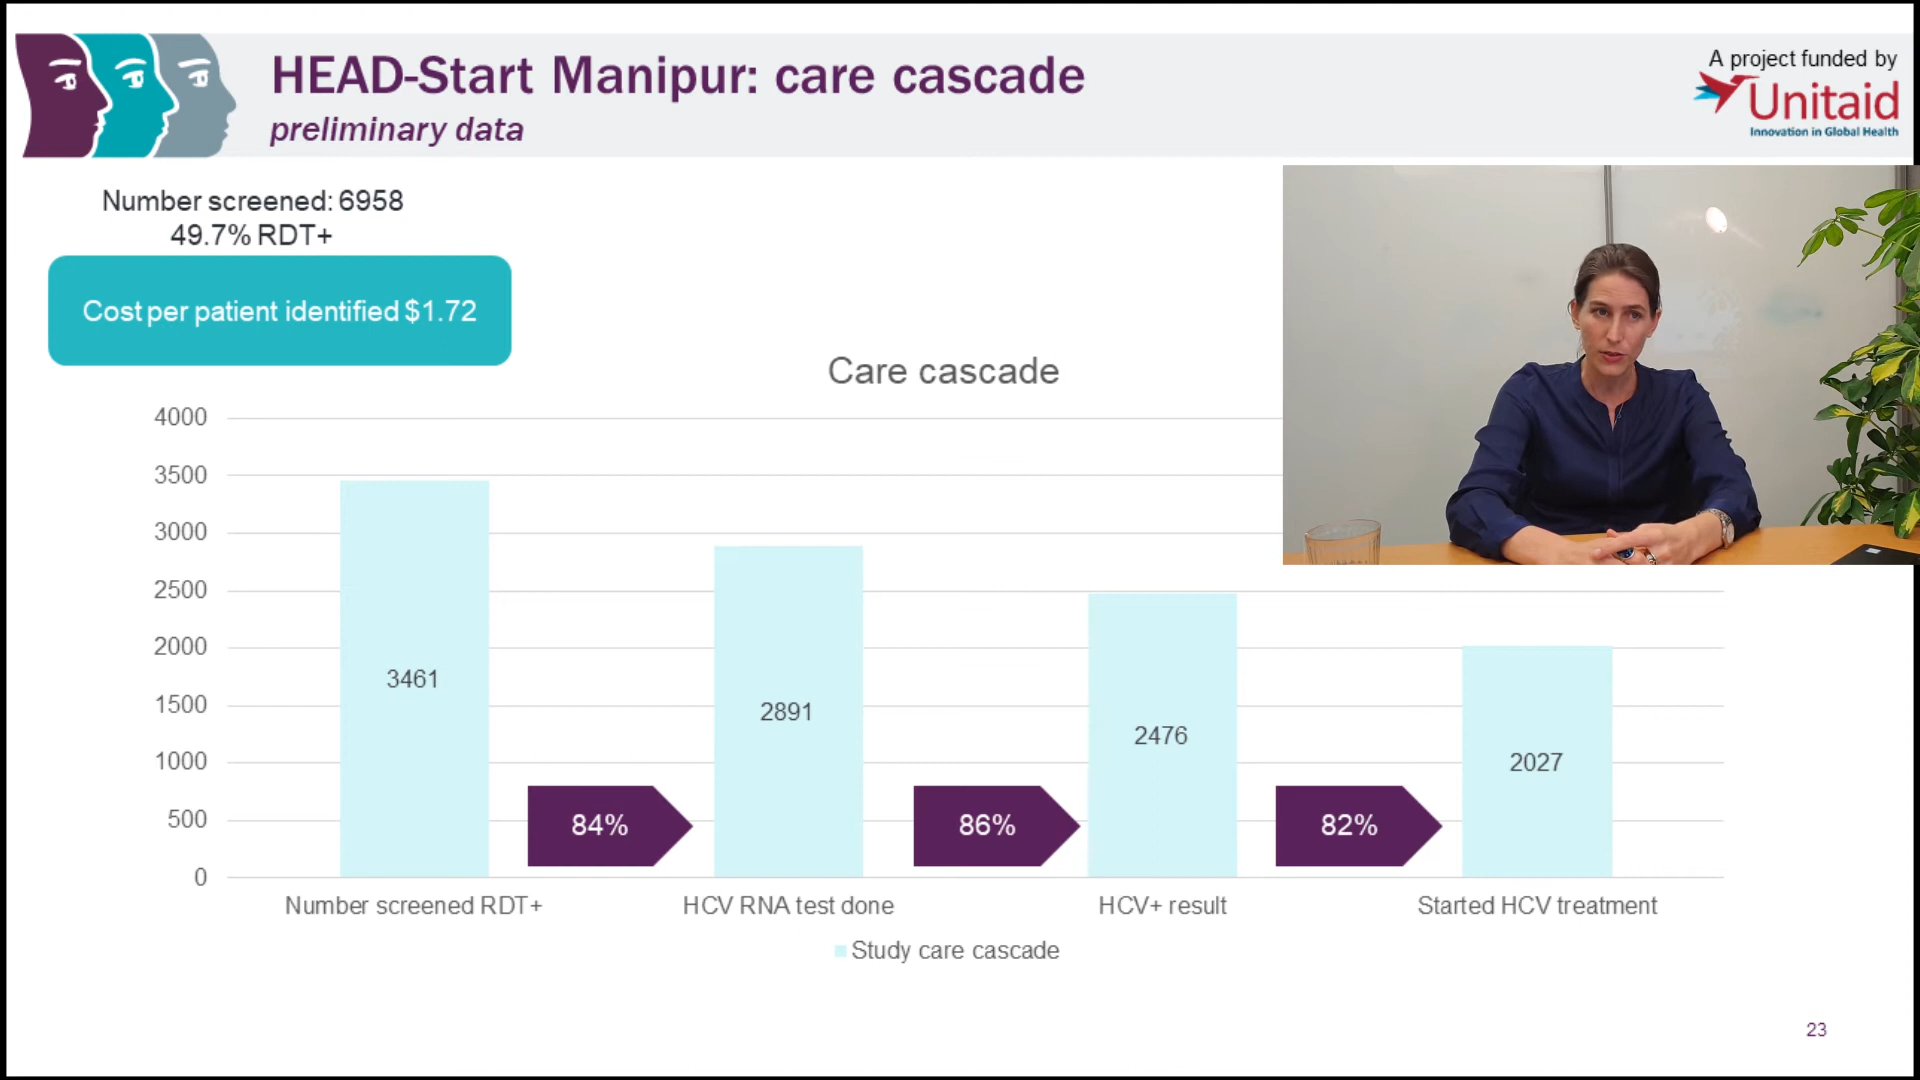 HEAD-Start Manipur: care cascade
preliminary data
A project funded by
Unitaid
Innovation in Global Health
Number screened: 6958
49.7% RDT+
Cost per patient identified $1.72
Care cascade
4000
3500
3000
2500
2000
1500
1000
500
0
3461
2891
2476
2027
84%
86%
82%
Number screened RDT+
HCV RNA test done
HCV+ result
Started HCV treatment
Study care cascade
23